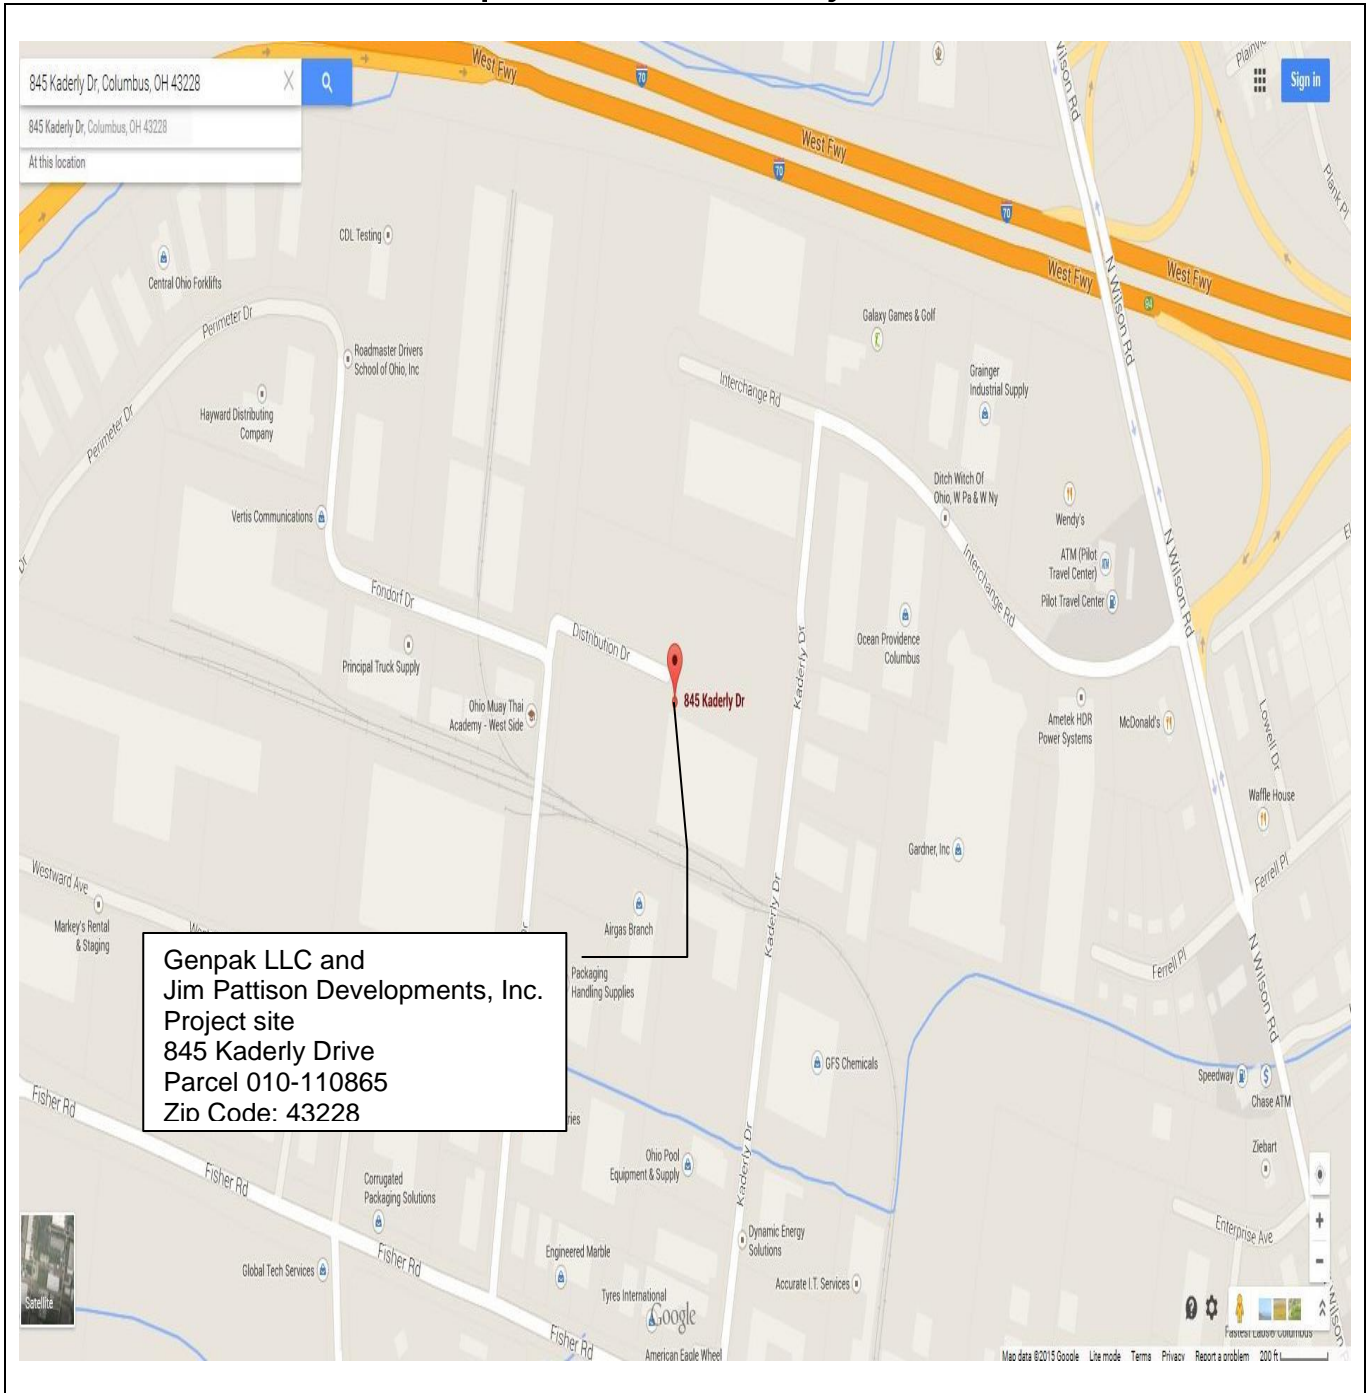 845 Kaderly Dr, Columbus, OH 43228
845 Kaderly Dr, Columbus, OH 43228
At this location
Sign in
West Fwy
70
N Wilson Rd
Plank Pl
West Fwy
70
70
West Fwy
West Fwy
64
N Wilson Rd
CDL Testing
Central Ohio Forklifts
Perimeter Dr
Roadmaster Drivers
School of Ohio, Inc
Galaxy Games & Golf
Grainger
Industrial Supply
Interchange Rd
Hayward Distributing
Company
Perimeter Dr
Ditch Witch Of
Ohio, W Pa & W Ny
Wendy's
Vertis Communications
ATM (Pilot
Travel Center)
Pilot Travel Center
N Wilson Rd
Interchange Rd
Dr
Fondorf Dr
Distribution Dr
Kaderly Dr
Ocean Providence
Columbus
Principal Truck Supply
845 Kaderly Dr
Ohio Muay Thai
Academy - West Side
Ametek HDR
Power Systems
McDonald's
Lowell Dr
Waffle House
Gardner, Inc
Ferrell Pl
Westward Ave
Markey's Rental
& Staging
Airgas Branch
Kaderly Dr
Ferrell Pl
N Wilson Rd
Genpak LLC and
Jim Pattison Developments, Inc.
Project site
845 Kaderly Drive
Parcel 010-110865
Zip Code: 43228
Packaging
Handling Supplies
GFS Chemicals
Speedway
Chase ATM
Fisher Rd
Ohio Pool
Equipment & Supply
Kaderly Dr
Ziebart
Fisher Rd
Corrugated
Packaging Solutions
Enterprise Ave
Dynamic Energy
Solutions
Engineered Marble
Global Tech Services
Fisher Rd
Accurate I.T. Services
Tyres International
Google
Satellite
Fisher Rd
American Eagle Wheel
N Wilson
Fastest Labs® Columbus
Map data ©2015 Google Lite mode Terms Privacy Report a problem 200 ft